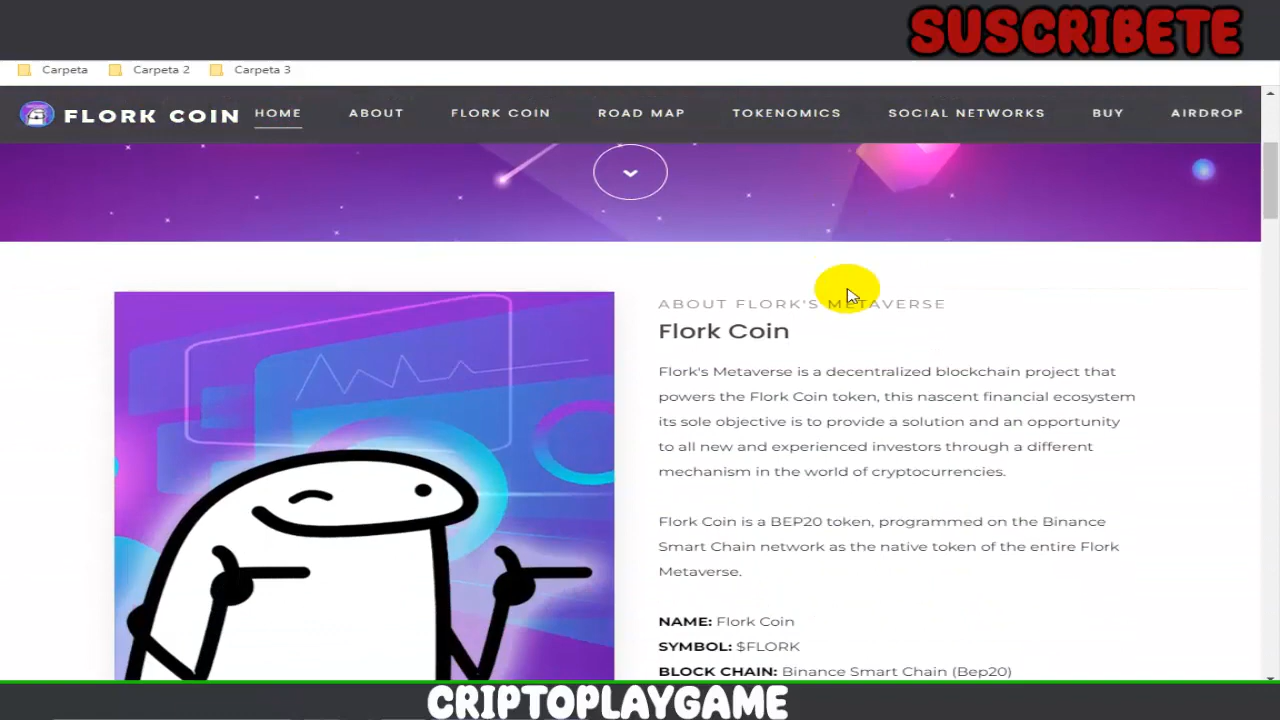 SUSCRIBETE
Carpeta Carpeta 2 Carpeta 3
FLORK COIN HOME ABOUT FLORK COIN ROAD MAP TOKENOMICS SOCIAL NETWORKS BUY AIRDROP
ABOUT FLORK'S METAVERSE
Flork Coin
Flork's Metaverse is a decentralized blockchain project that
powers the Flork Coin token, this nascent financial ecosystem
its sole objective is to provide a solution and an opportunity
to all new and experienced investors through a different
mechanism in the world of cryptocurrencies.
Flork Coin is a BEP20 token, programmed on the Binance
Smart Chain network as the native token of the entire Flork
Metaverse.
NAME: Flork Coin
SYMBOL: $FLORK
BLOCK CHAIN: Binance Smart Chain (Bep20)
CRIPTOPLAYGAME